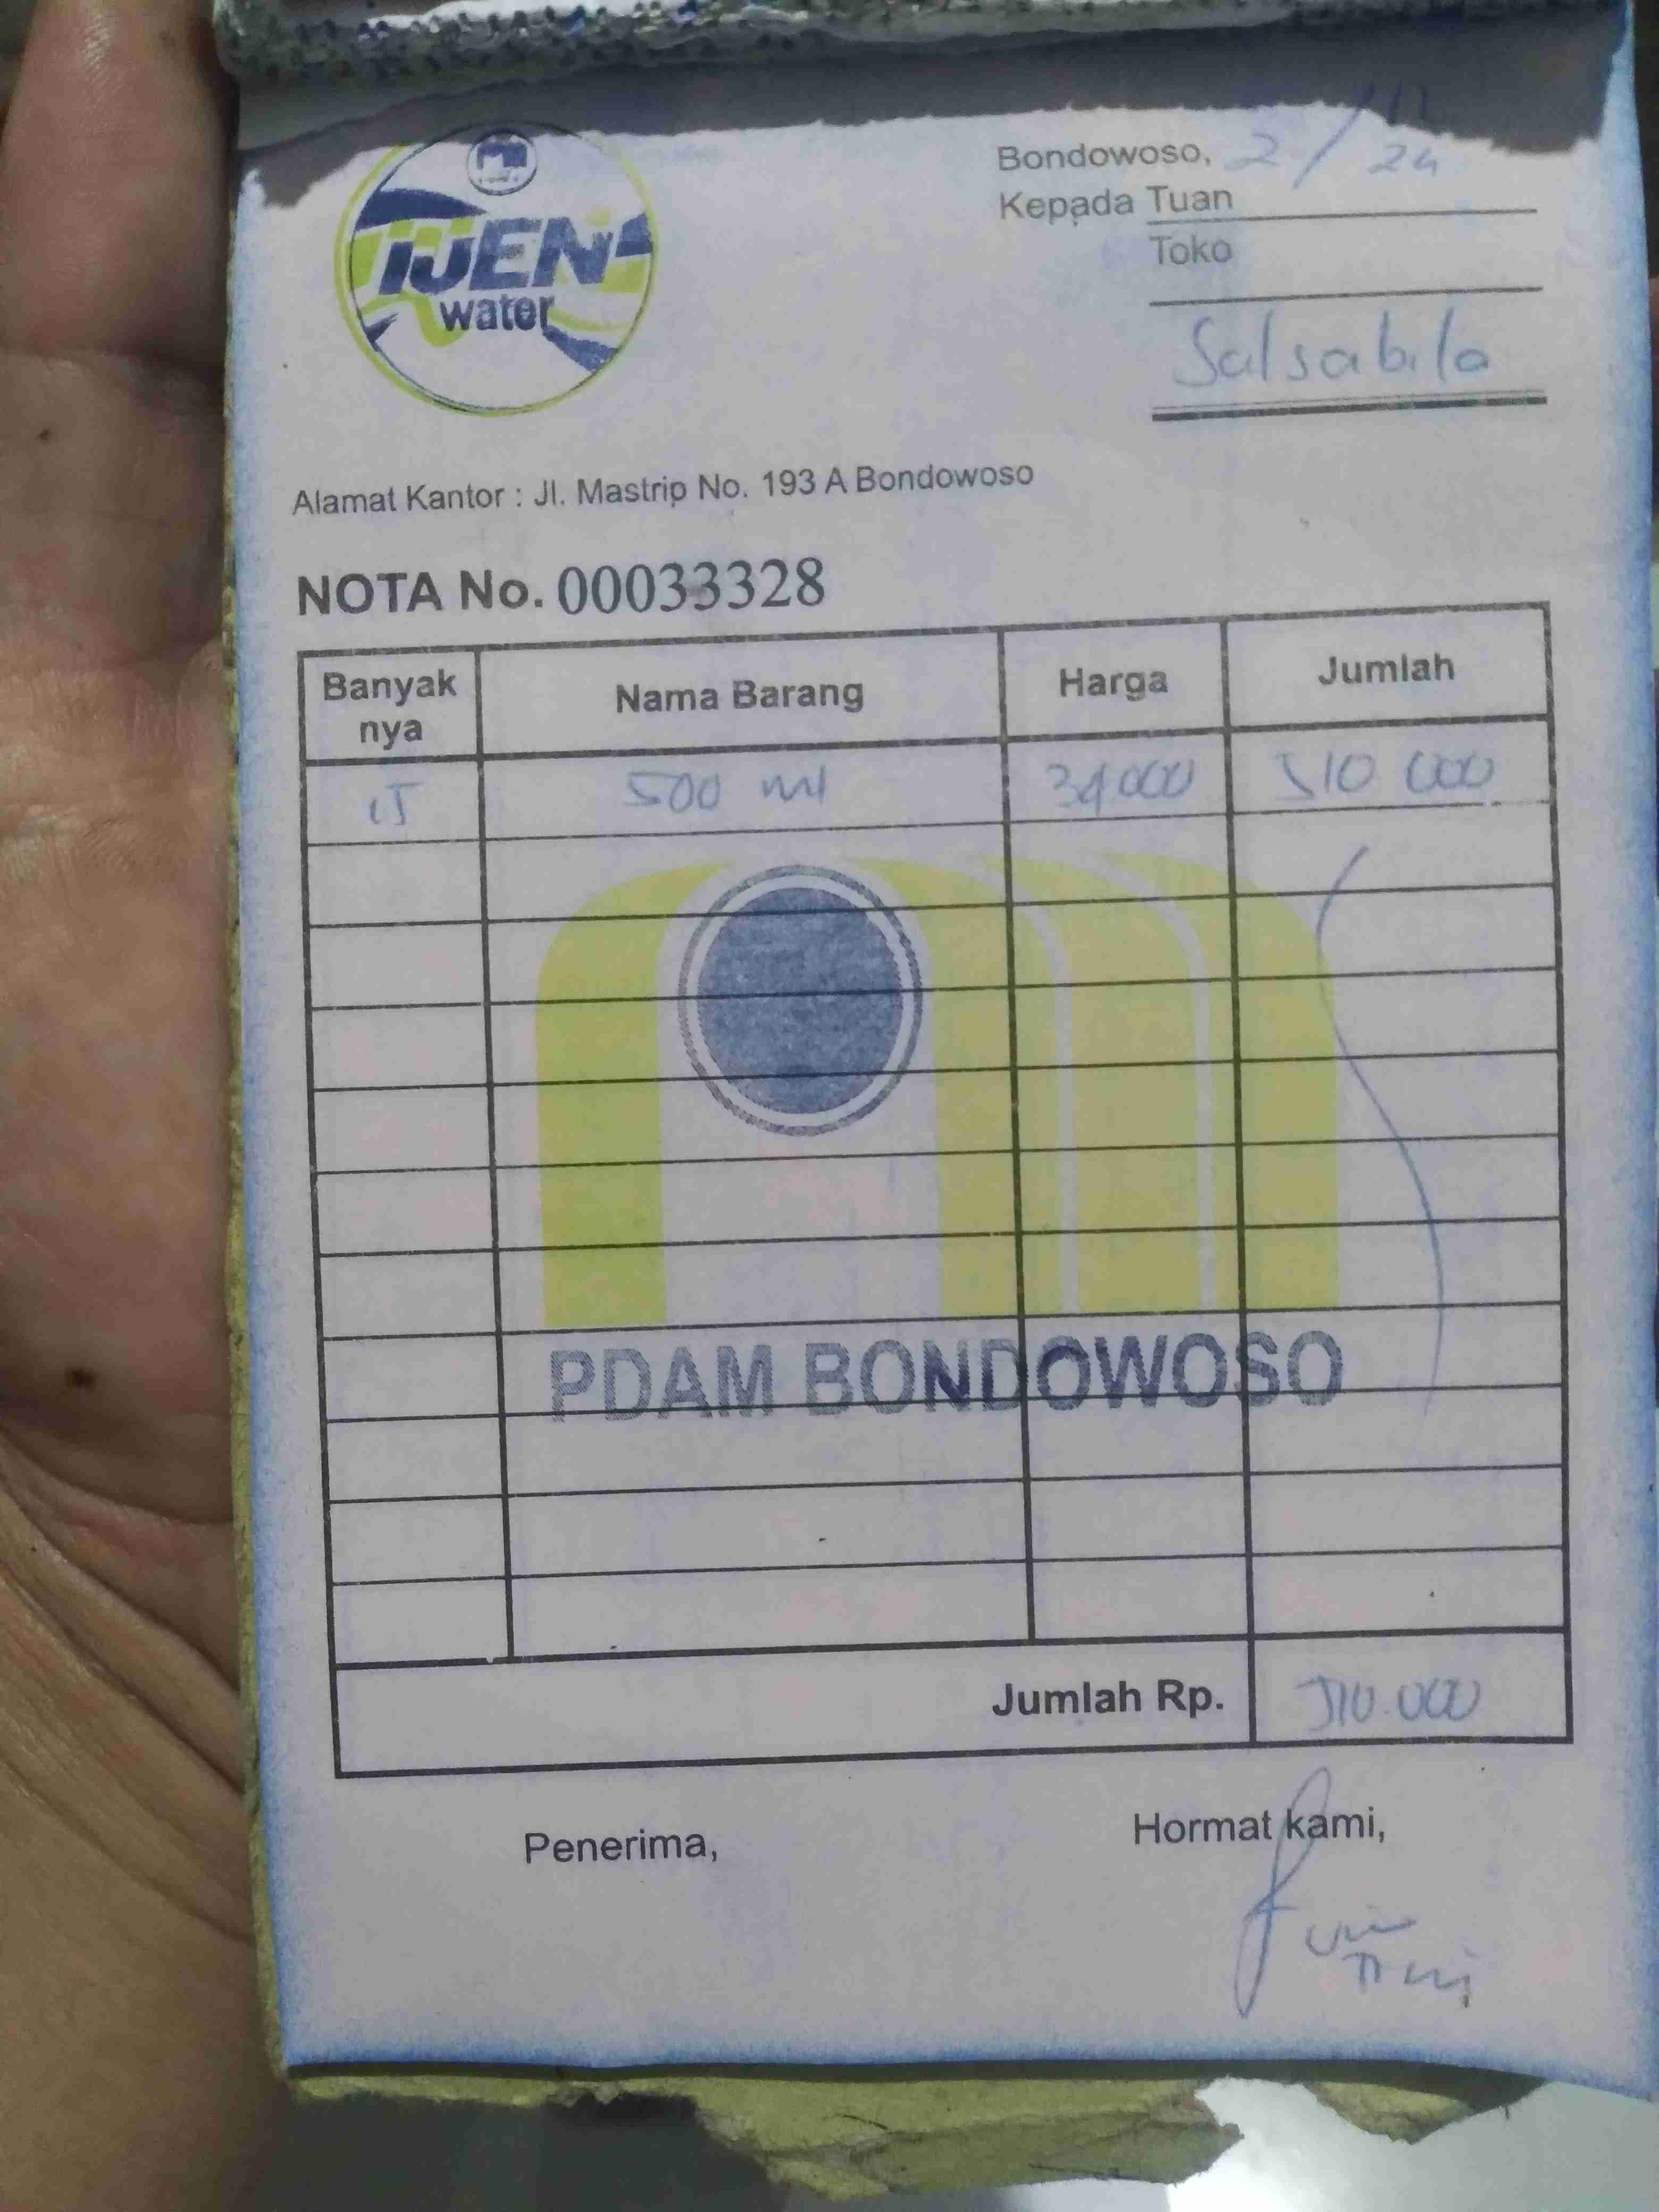 IJEN
water
Bondowoso, 2/12 24
Kepada Tuan
Toko
Salsabila
Alamat Kantor : Jl. Mastrip No. 193 A Bondowoso
NOTA No. 00033328
Banyak nya Nama Barang Harga Jumlah
15 500 ml 34.000 510 000
PDAM BONDOWOSO
Jumlah Rp. 510.000
Penerima, Hormat kami,